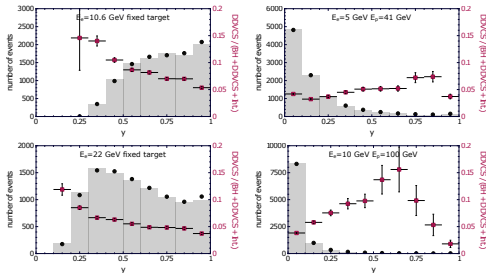 Eₑ=10.6 GeV fixed target
number of events
2500
2000
1500
1000
500
0
0.2
0.15
0.1
0.05
0
DDVCS / (BH + DDVCS + Int.)
0 0.25 0.5 0.75 1
y
Eₑ=5 GeV Eₚ=41 GeV
number of events
6000
5000
4000
3000
2000
1000
0
0.2
0.15
0.1
0.05
0
DDVCS / (BH + DDVCS + Int.)
0 0.25 0.5 0.75 1
y
Eₑ=22 GeV fixed target
number of events
2000
1500
1000
500
0
0.2
0.15
0.1
0.05
0
DDVCS / (BH + DDVCS + Int.)
0 0.25 0.5 0.75 1
y
Eₑ=10 GeV Eₚ=100 GeV
number of events
10000
7500
5000
2500
0
0.2
0.15
0.1
0.05
0
DDVCS / (BH + DDVCS + Int.)
0 0.25 0.5 0.75 1
y